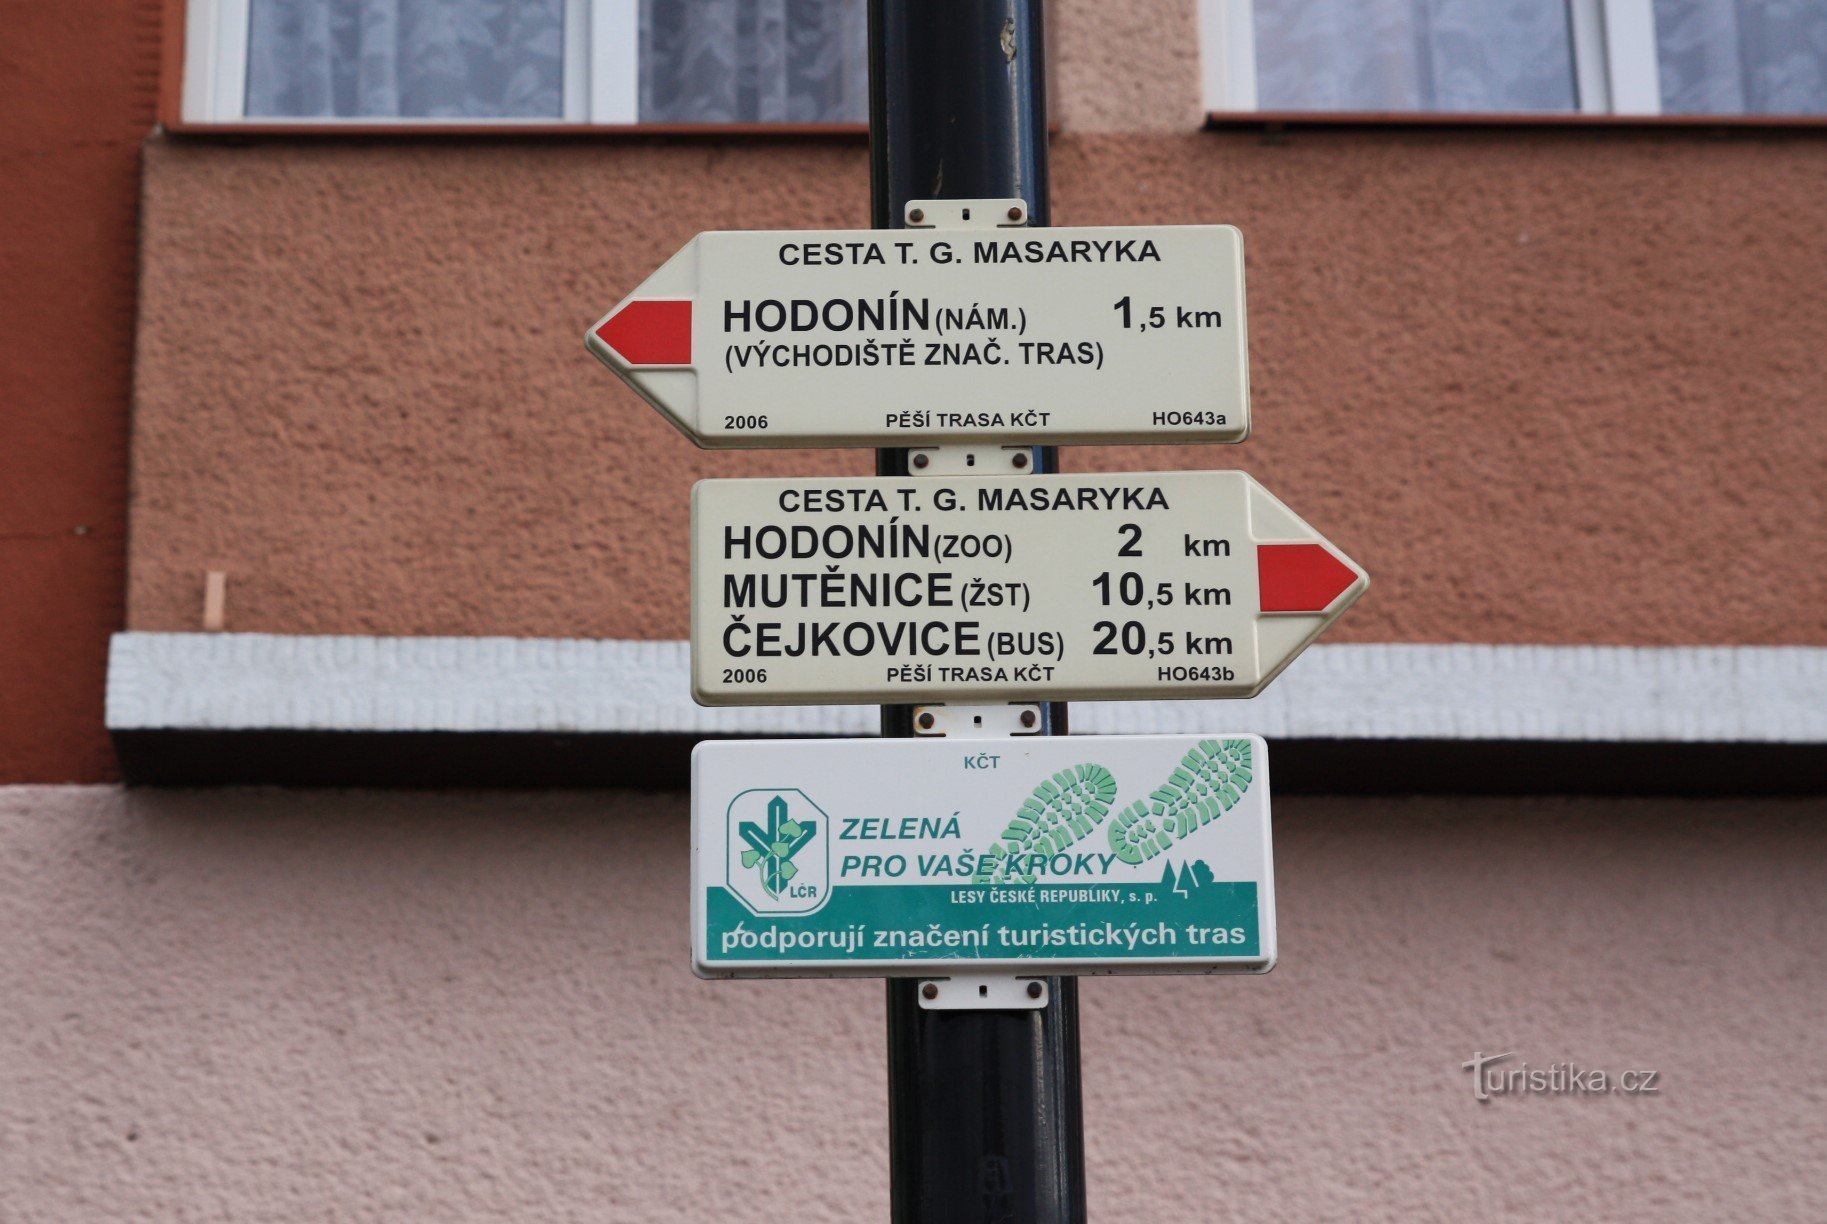 CESTA T. G. MASARYKA
HODONÍN (NÁM.) 1,5 km
(VÝCHODIŠTĚ ZNAČ. TRAS)
2006 PĚŠÍ TRASA KČT HO643a
CESTA T. G. MASARYKA
HODONÍN (ZOO) 2 km
MUTĚNICE (ŽST) 10,5 km
ČEJKOVICE (BUS) 20,5 km
2006 PĚŠÍ TRASA KČT HO643b
KČT
ZELENÁ
PRO VAŠE KROKY
LČR
LESY ČESKÉ REPUBLIKY, s. p.
podporují značení turistických tras
Turistika.cz